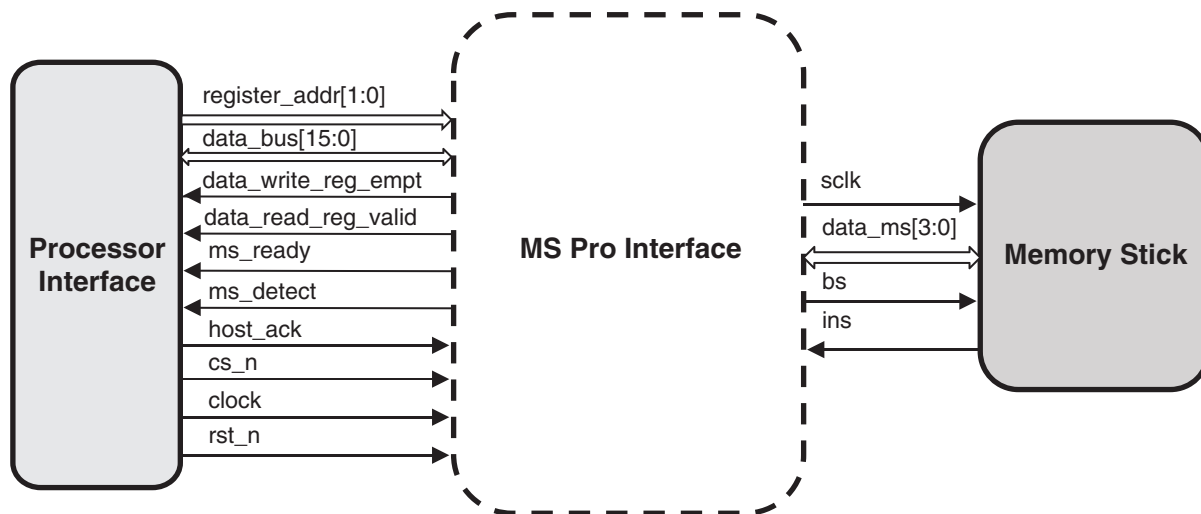 Processor
Interface
register_addr[1:0]
data_bus[15:0]
data_write_reg_empt
data_read_reg_valid
ms_ready
ms_detect
host_ack
cs_n
clock
rst_n
MS Pro Interface
sclk
data_ms[3:0]
bs
ins
Memory Stick